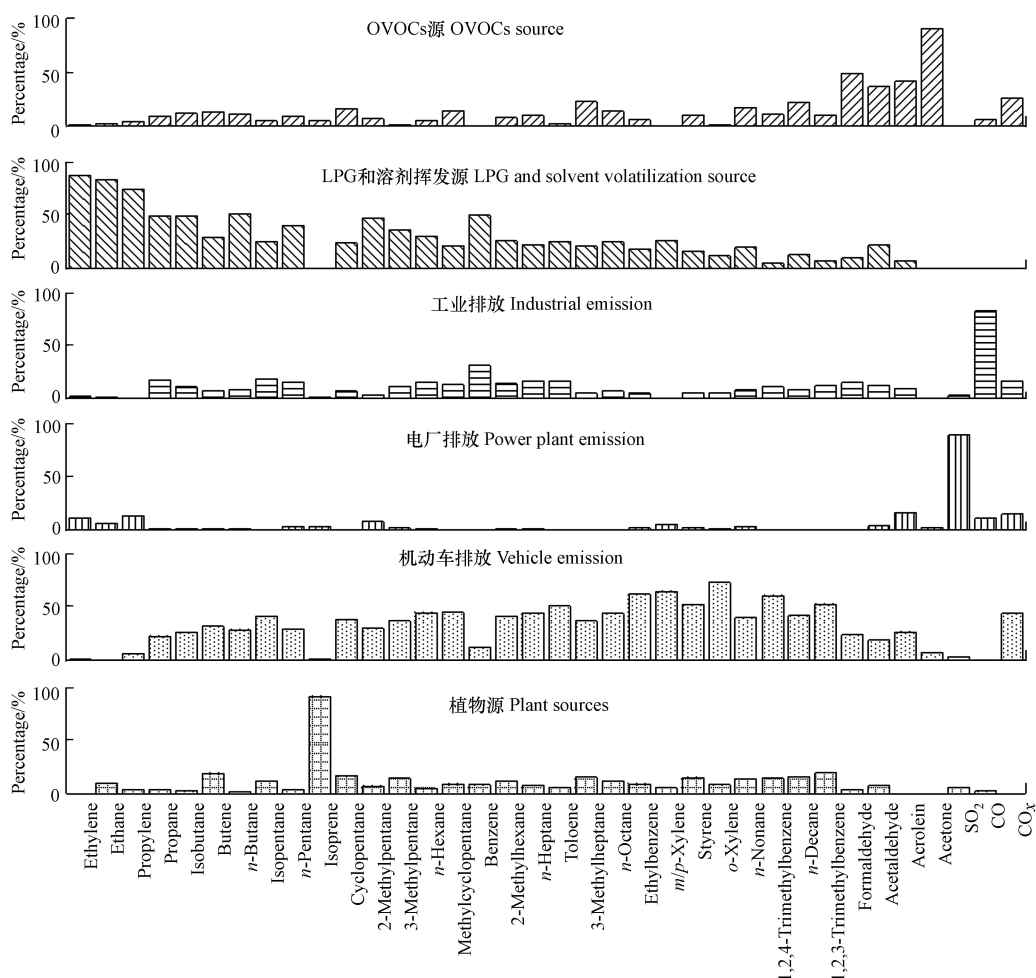 OVOCs源 OVOCs source
Percentage/%
100
50
0
LPG和溶剂挥发源 LPG and solvent volatilization source
Percentage/%
100
50
0
工业排放 Industrial emission
Percentage/%
100
50
0
电厂排放 Power plant emission
Percentage/%
100
50
0
机动车排放 Vehicle emission
Percentage/%
100
50
0
植物源 Plant sources
Percentage/%
100
50
0
Ethylene
Ethane
Propylene
Propane
Isobutane
Butene
n-Butane
Isopentane
n-Pentane
Isoprene
Cyclopentane
2-Methylpentane
3-Methylpentane
n-Hexane
Methylcyclopentane
Benzene
2-Methylhexane
n-Heptane
Toloene
3-Methylheptane
n-Octane
Ethylbenzene
m/p-Xylene
Styrene
o-Xylene
n-Nonane
1,2,4-Trimethylbenzene
n-Decane
1,2,3-Trimethylbenzene
Formaldehyde
Acetaldehyde
Acrolein
Acetone
SO2
CO
COx